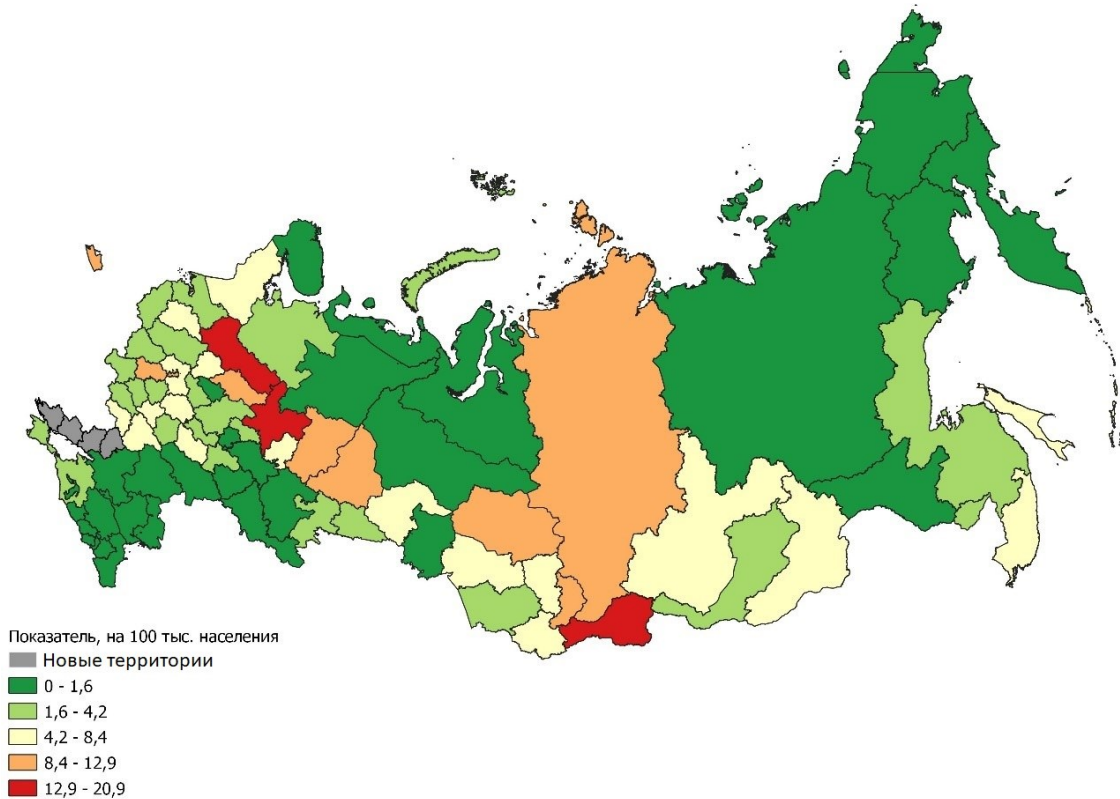 Показатель, на 100 тыс. населения
Новые территории
0 - 1,6
1,6 - 4,2
4,2 - 8,4
8,4 - 12,9
12,9 - 20,9